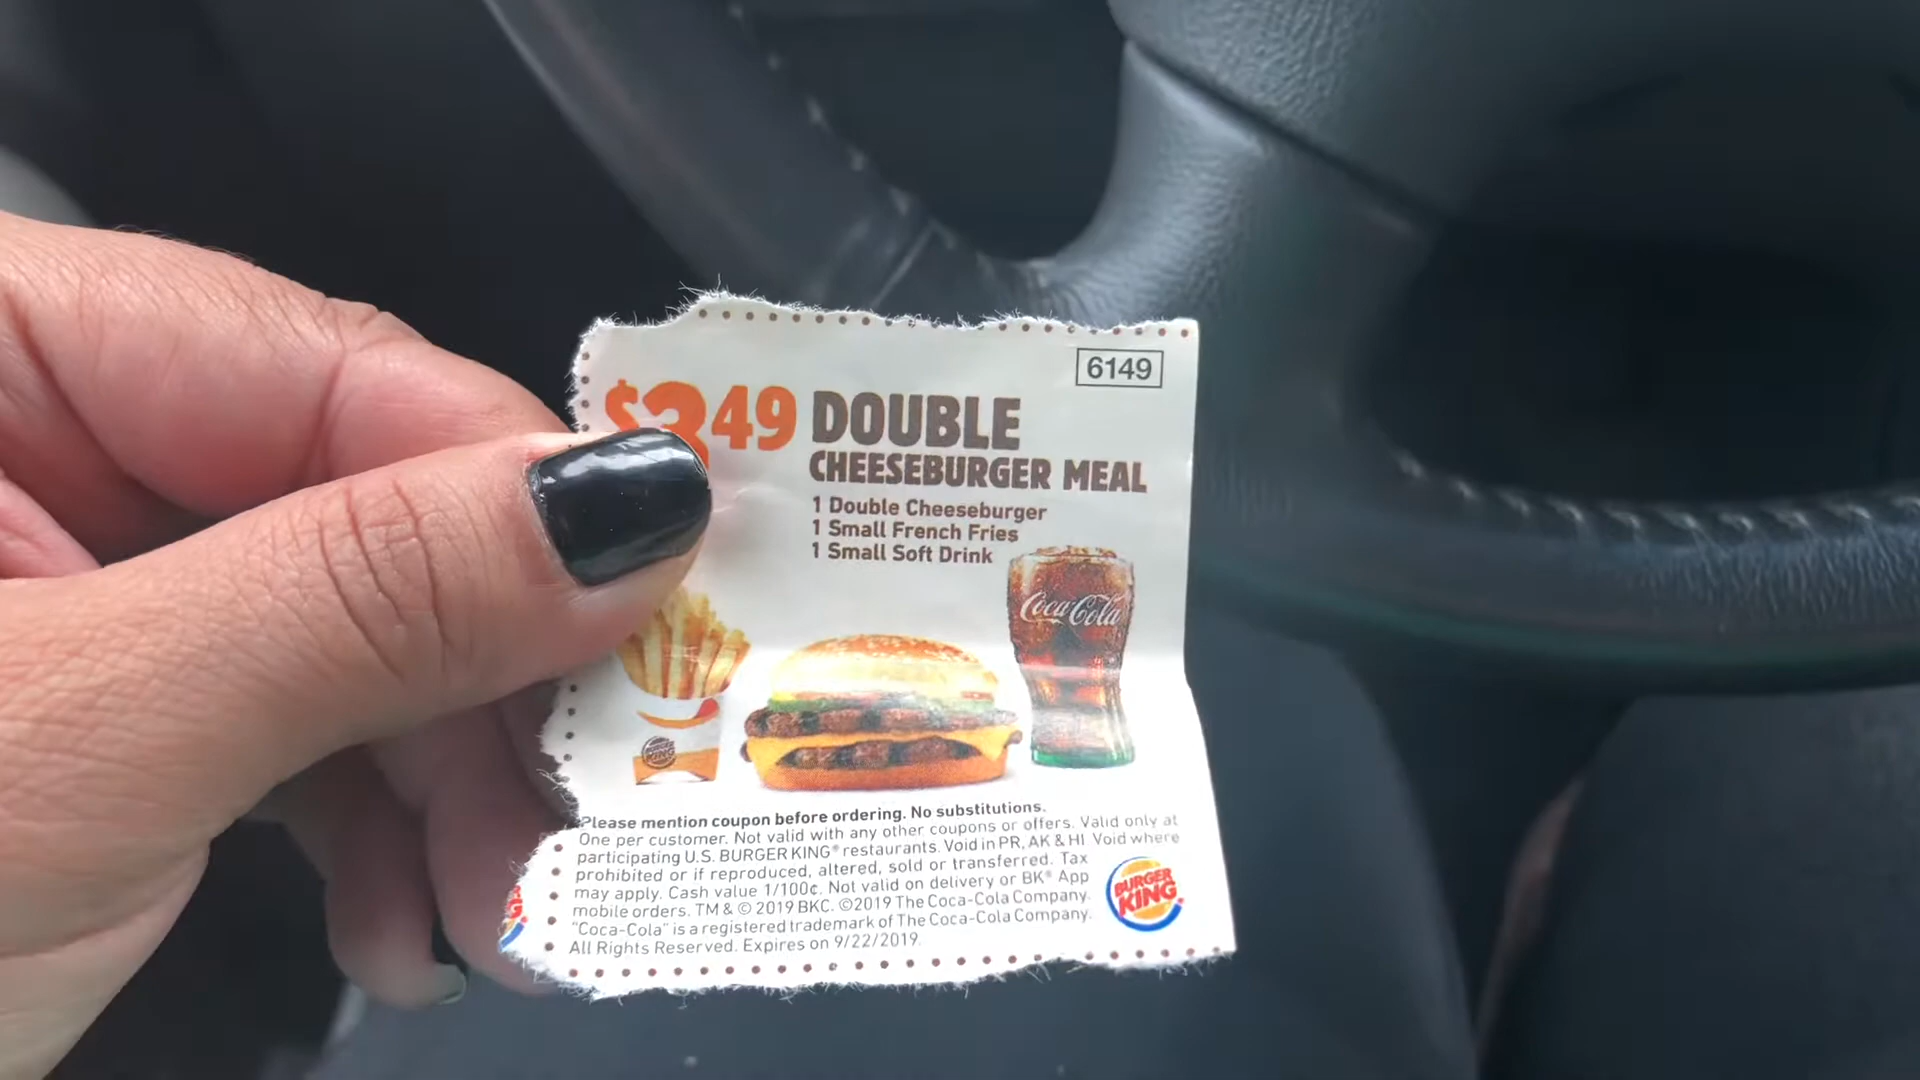 6149
$349 DOUBLE
CHEESEBURGER MEAL
1 Double Cheeseburger
1 Small French Fries
1 Small Soft Drink
Coca-Cola
BURGER
KING
Please mention coupon before ordering. No substitutions.
One per customer. Not valid with any other coupons or offers. Valid only at
participating U.S. BURGER KING® restaurants. Void in PR, AK & HI Void where
prohibited or if reproduced, altered, sold or transferred. Tax
may apply. Cash value 1/100¢. Not valid on delivery or BK® App
mobile orders. TM & © 2019 BKC. ©2019 The Coca-Cola Company.
"Coca-Cola" is a registered trademark of The Coca-Cola Company.
All Rights Reserved. Expires on 9/22/2019.
BURGER
KING®